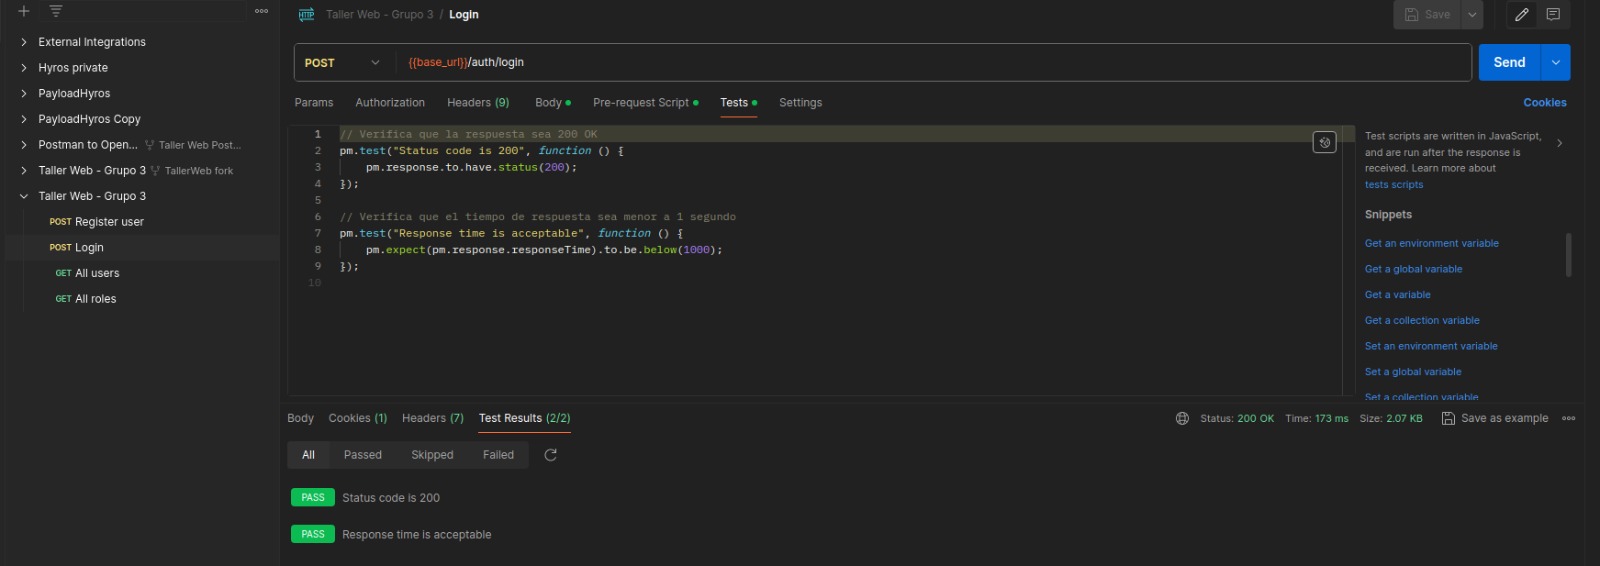 External Integrations
Hyros private
PayloadHyros
PayloadHyros Copy
Postman to Open... Taller Web Post...
Taller Web - Grupo 3 TallerWeb fork
Taller Web - Grupo 3
POST Register user
POST Login
GET All users
GET All roles
HTTP Taller Web - Grupo 3 / Login
Save
POST {{base_url}}/auth/login
Send
Params Authorization Headers (9) Body Pre-request Script Tests Settings
Cookies
1 // Verifica que la respuesta sea 200 OK
2 pm.test("Status code is 200", function () {
3 pm.response.to.have.status(200);
4 });
5
6 // Verifica que el tiempo de respuesta sea menor a 1 segundo
7 pm.test("Response time is acceptable", function () {
8 pm.expect(pm.response.responseTime).to.be.below(1000);
9 });
10
Test scripts are written in JavaScript,
and are run after the response is
received. Learn more about
tests scripts
Snippets
Get an environment variable
Get a global variable
Get a variable
Get a collection variable
Set an environment variable
Set a global variable
Set a collection variable
Body Cookies (1) Headers (7) Test Results (2/2)
Status: 200 OK Time: 173 ms Size: 2.07 KB Save as example
All Passed Skipped Failed
PASS Status code is 200
PASS Response time is acceptable